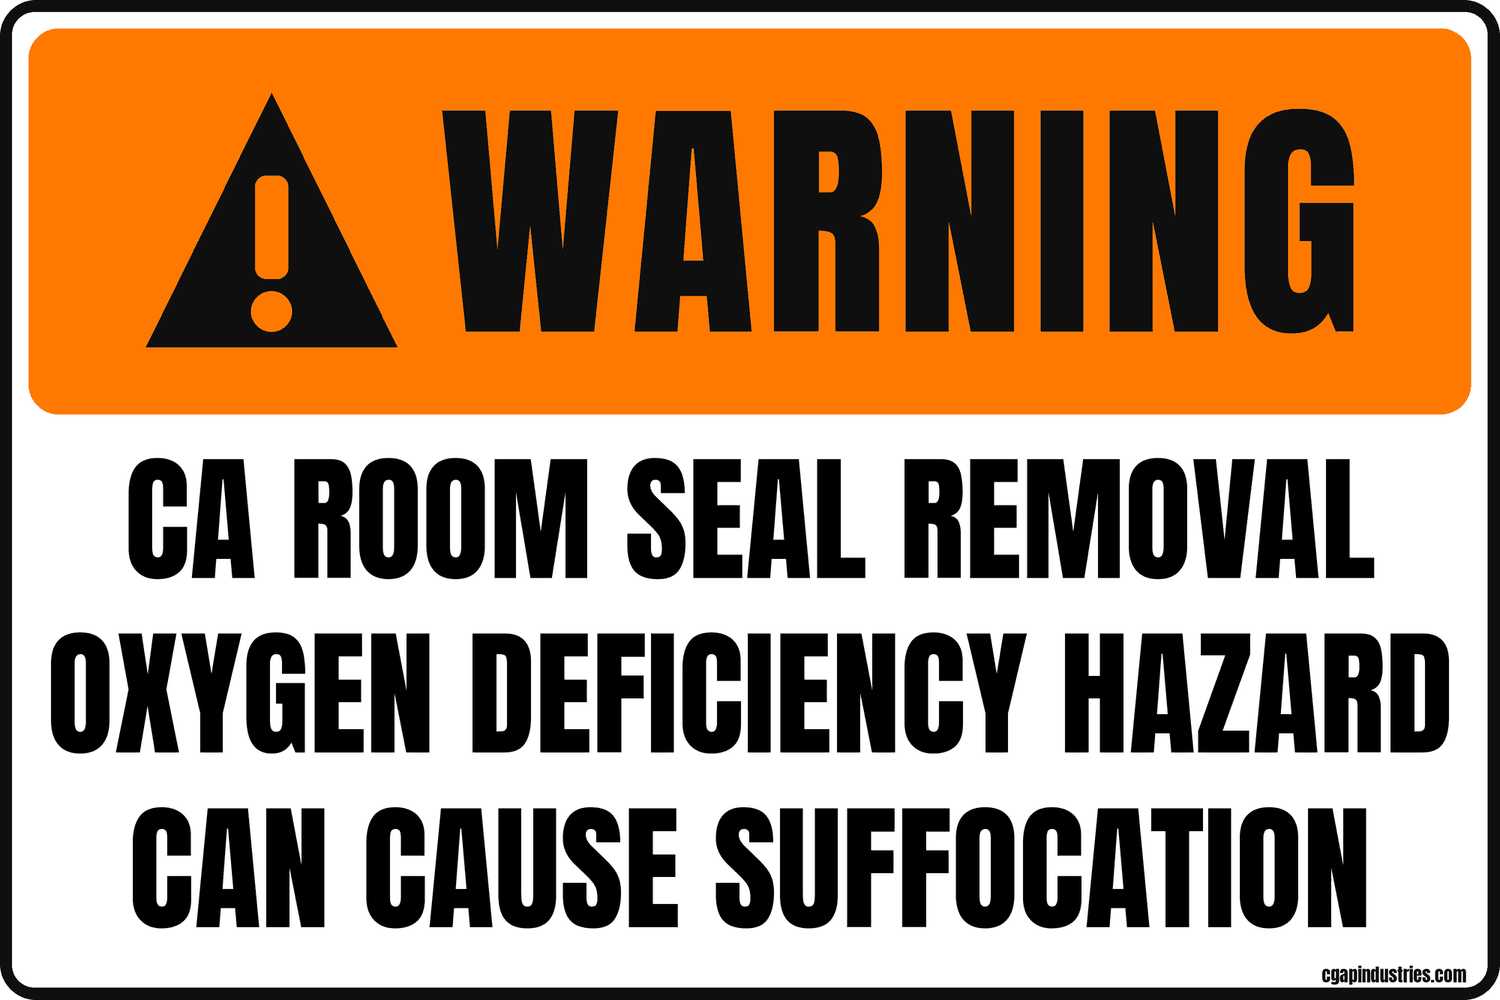 WARNING
CA ROOM SEAL REMOVAL
OXYGEN DEFICIENCY HAZARD
CAN CAUSE SUFFOCATION
cgapindustries.com